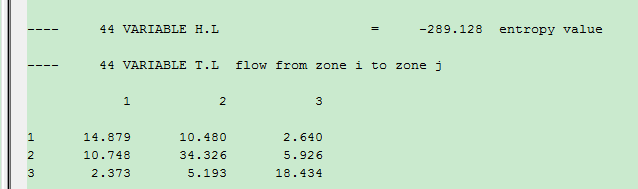 ----     44 VARIABLE H.L                   =     -289.128  entropy value
----     44 VARIABLE T.L  flow from zone i to zone j
            1           2           3
1      14.879      10.480       2.640
2      10.748      34.326       5.926
3       2.373       5.193      18.434